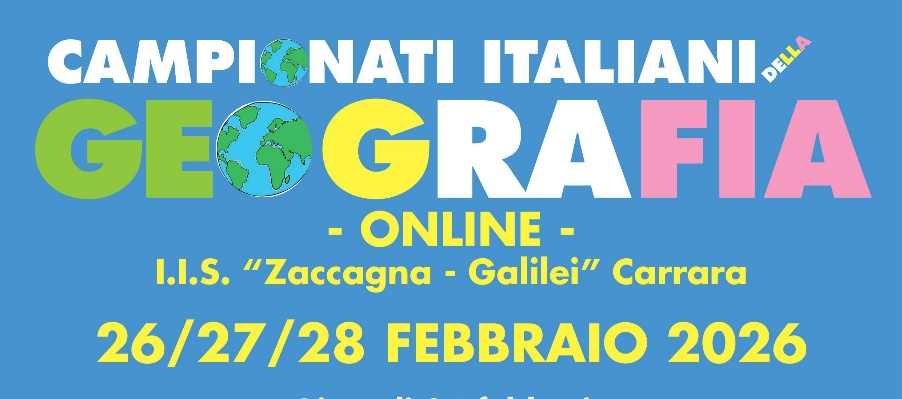 CAMPIONATI ITALIANI DELLA
GEOGRAFIA
- ONLINE -
I.I.S. “Zaccagna - Galilei” Carrara
26/27/28 FEBBRAIO 2026